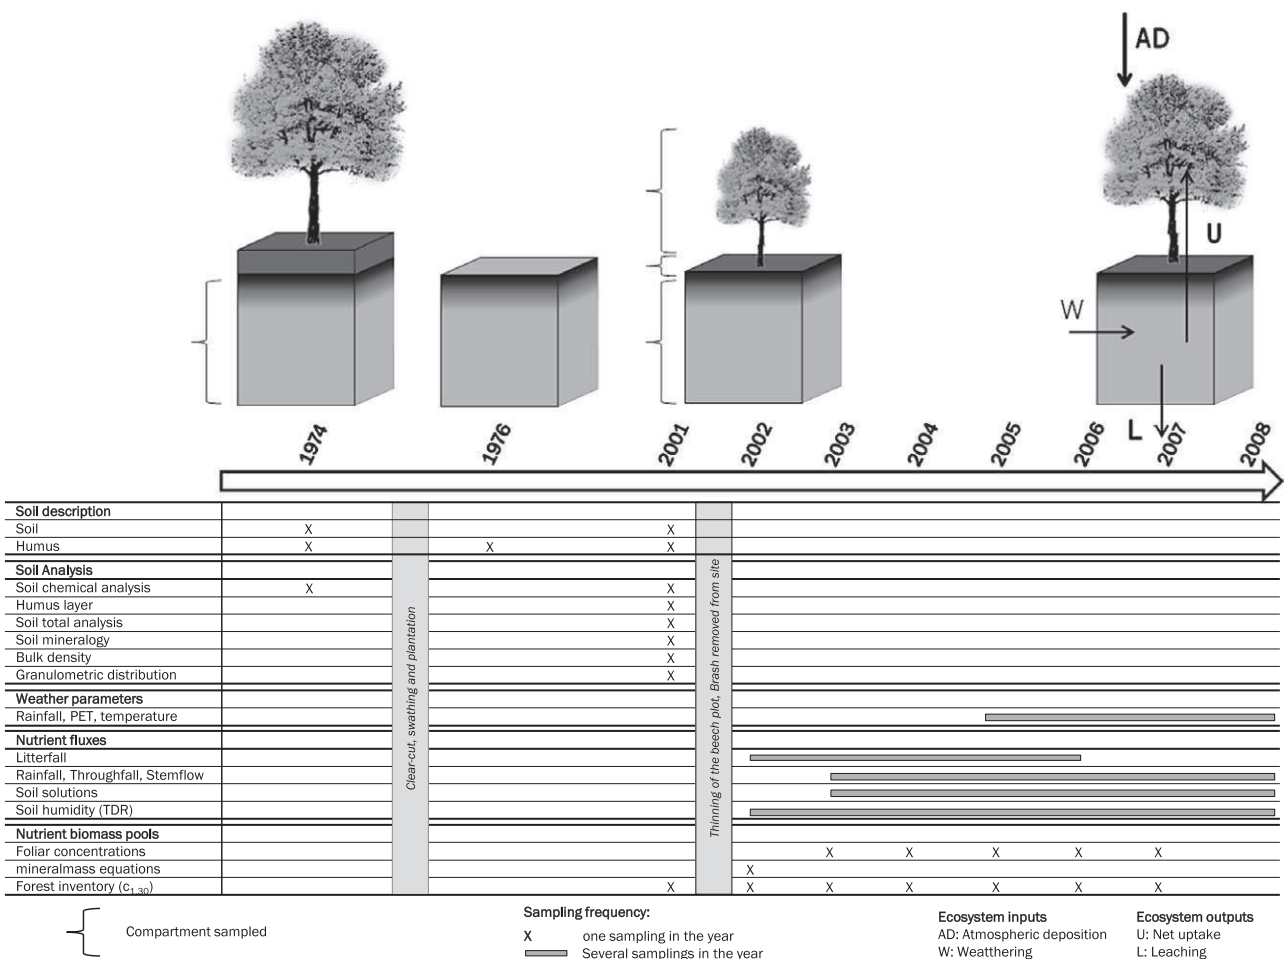 AD
U
W
L
1974 1976 2001 2002 2003 2004 2005 2006 2007 2008
Soil description
Soil X X
Humus X X X
Soil Analysis
Soil chemical analysis X X
Humus layer X
Soil total analysis X
Soil mineralogy X
Bulk density X
Granulometric distribution X
Weather parameters
Rainfall, PET, temperature
Nutrient fluxes
Litterfall
Rainfall, Throughfall, Stemflow
Soil solutions
Soil humidity (TDR)
Nutrient biomass pools
Foliar concentrations X X X X X
mineralmass equations X
Forest inventory (c1.30) X X X X X X X
Clear-cut, swathing and plantation
Thinning of the beech plot, Brash removed from site
Compartment sampled
Sampling frequency:
X one sampling in the year
Several samplings in the year
Ecosystem inputs
AD: Atmospheric deposition
W: Weatthering
Ecosystem outputs
U: Net uptake
L: Leaching